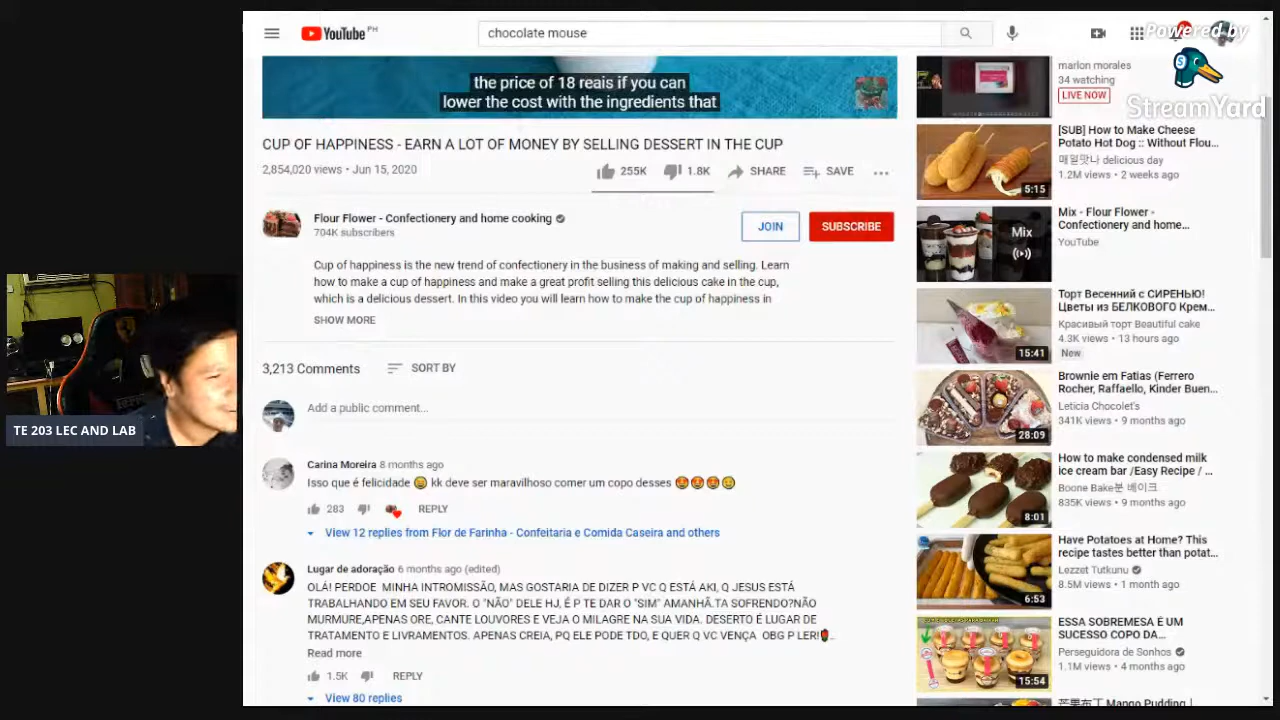 YouTube PH
chocolate mouse
Powered by
StreamYard
the price of 18 reais if you can
lower the cost with the ingredients that
CUP OF HAPPINESS - EARN A LOT OF MONEY BY SELLING DESSERT IN THE CUP
2,854,020 views • Jun 15, 2020
255K
1.8K
SHARE
SAVE
Flour Flower - Confectionery and home cooking
704K subscribers
JOIN
SUBSCRIBE
Cup of happiness is the new trend of confectionery in the business of making and selling. Learn
how to make a cup of happiness and make a great profit selling this delicious cake in the cup,
which is a delicious dessert. In this video you will learn how to make the cup of happiness in
SHOW MORE
3,213 Comments
SORT BY
Add a public comment...
Carina Moreira 8 months ago
Isso que é felicidade kk deve ser maravilhoso comer um copo desses
283
REPLY
View 12 replies from Flor de Farinha - Confeitaria e Comida Caseira and others
Lugar de adoração 6 months ago (edited)
OLÁ! PERDOE MINHA INTROMISSÃO, MAS GOSTARIA DE DIZER P VC Q ESTÁ AKI, Q JESUS ESTÁ
TRABALHANDO EM SEU FAVOR. O "NÃO" DELE HJ, É P TE DAR O "SIM" AMANHÃ.TA SOFRENDO?NÃO
MURMURE,APENAS ORE, CANTE LOUVORES E VEJA O MILAGRE NA SUA VIDA. DESERTO É LUGAR DE
TRATAMENTO E LIVRAMENTOS. APENAS CREIA, PQ ELE PODE TDO, E QUER Q VC VENÇA OBG P LER!
Read more
1.5K
REPLY
View 80 replies
TE 203 LEC AND LAB
marlon morales
34 watching
LIVE NOW
[SUB] How to Make Cheese
Potato Hot Dog :: Without Flou...
매일맛나 delicious day
1.2M views • 2 weeks ago
5:15
Mix - Flour Flower -
Confectionery and home...
YouTube
Mix
Торт Весенний с СИРЕНЬЮ!
Цветы из БЕЛКОВОГО Крем...
Красивый торт Beautiful cake
4.3K views • 13 hours ago
New
15:41
Brownie em Fatias (Ferrero
Rocher, Raffaello, Kinder Buen...
Leticia Chocolet's
341K views • 9 months ago
28:09
How to make condensed milk
ice cream bar /Easy Recipe / ...
Boone Bake분 베이크
835K views • 9 months ago
8:01
Have Potatoes at Home? This
recipe tastes better than potat...
Lezzet Tutkunu
8.5M views • 1 month ago
6:53
ESSA SOBREMESA É UM
SUCESSO COPO DA...
Perseguidora de Sonhos
1.1M views • 4 months ago
15:54
芒果布丁 Mango Pudding |